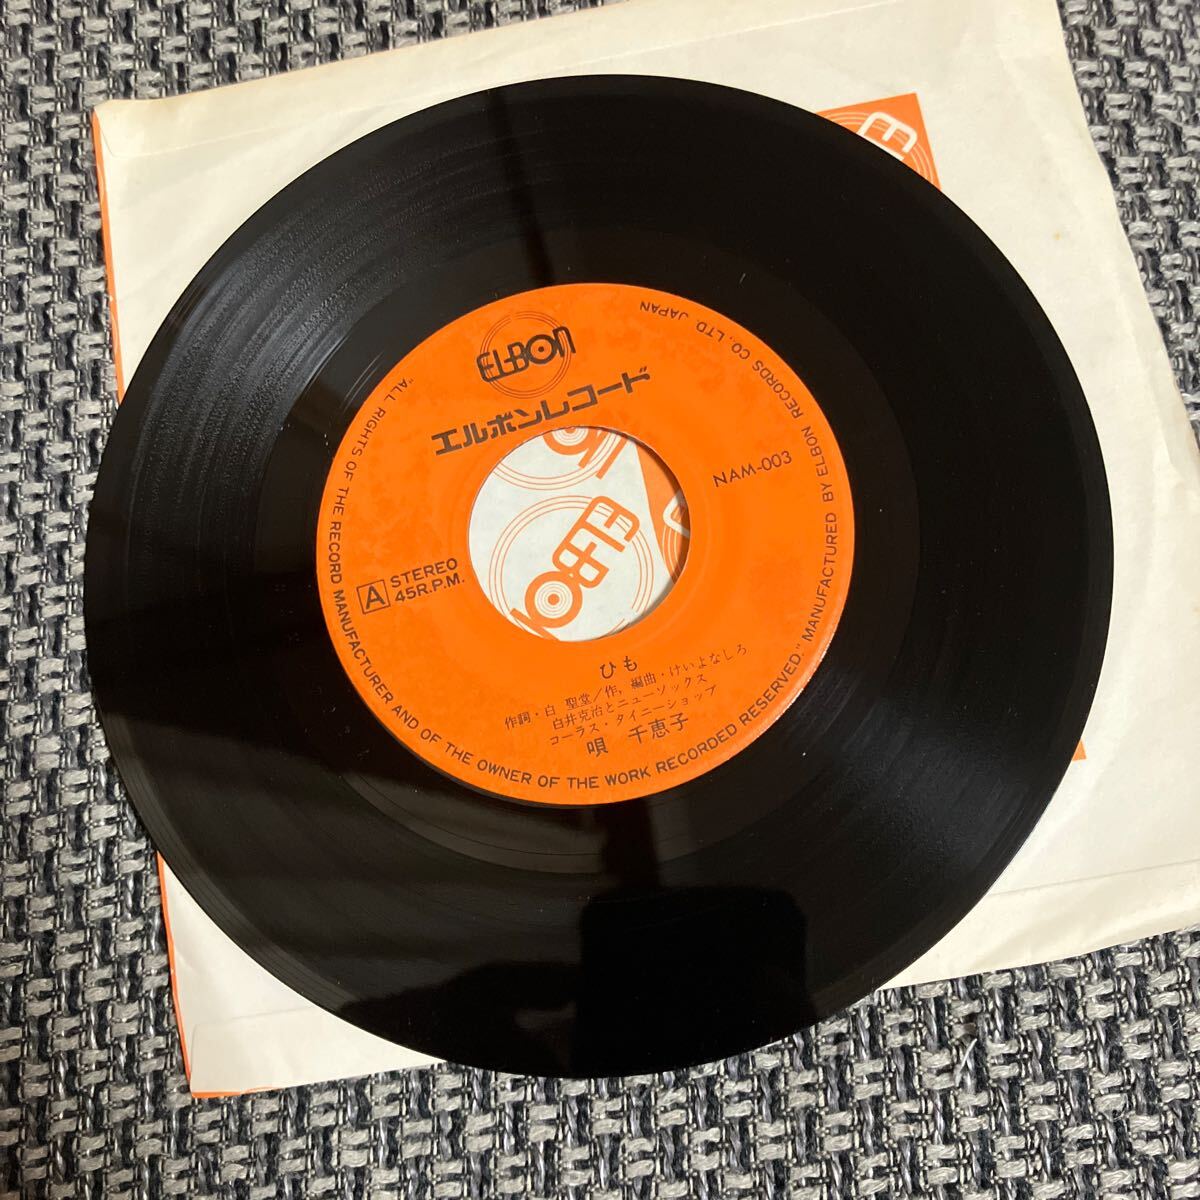 EL-BON
エルボンレコード
NAM-003
A STEREO
45R.P.M.
ひも
作詞・白 聖堂/作,編曲・けいよなしろ
白井克治とニューソックス
コーラス・タイニーショップ
唄 千恵子
"ALL RIGHTS OF THE RECORD MANUFACTURER AND OF THE OWNER OF THE WORK RECORDED RESERVED." MANUFACTURED BY ELBON RECORDS CO., LTD. JAPAN